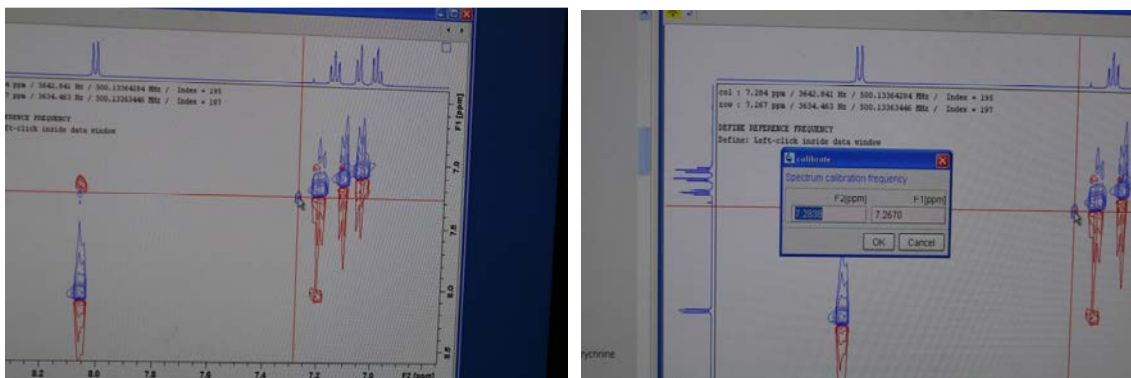 ppm / 3642.841 Hz / 500.13364284 MHz / Index = 195
ppm / 3634.463 Hz / 500.13363446 MHz / Index = 197
FREQUENCY
inside data window
F1 [ppm]
7.0
7.5
8.0
8.5
8.2
8.0
7.8
7.6
7.4
7.2
7.0
F2 [ppm]
col : 7.284 ppm / 3642.841 Hz / 500.13364284 MHz / Index = 195
row : 7.267 ppm / 3634.463 Hz / 500.13363446 MHz / Index = 197
DEFINE REFERENCE FREQUENCY
Define: Left-click inside data window
calibrate
Spectrum calibration frequency
F2[ppm]
F1[ppm]
7.2838
7.2670
OK
Cancel